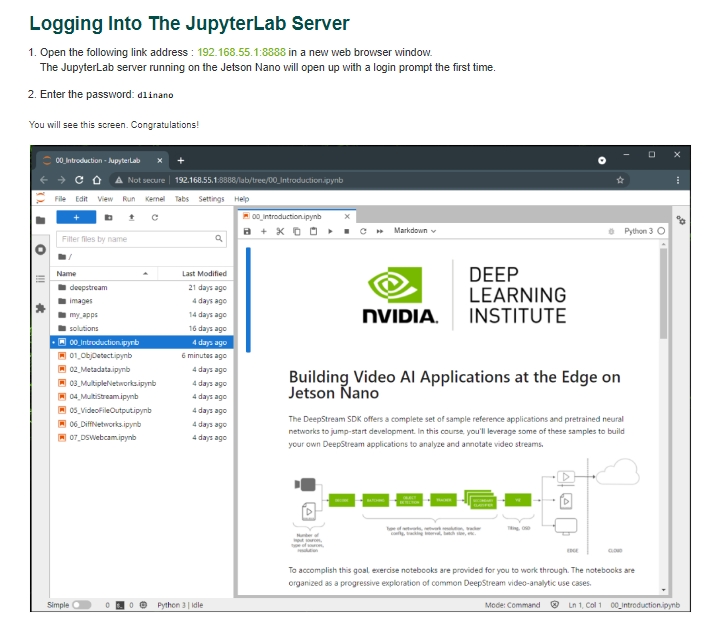 Logging Into The JupyterLab Server
1. Open the following link address : 192.168.55.1:8888 in a new web browser window.
The JupyterLab server running on the Jetson Nano will open up with a login prompt the first time.
2. Enter the password: dlinano
You will see this screen. Congratulations!
00_Introduction - JupyterLab
Not secure | 192.168.55.1:8888/lab/tree/00_Introduction.ipynb
File Edit View Run Kernel Tabs Settings Help
00_Introduction.ipynb
Markdown
Python 3
Filter files by name
/
Name Last Modified
deepstream 21 days ago
images 4 days ago
my_apps 14 days ago
solutions 16 days ago
00_Introduction.ipynb 4 days ago
01_ObjDetect.ipynb 6 minutes ago
02_Metadata.ipynb 4 days ago
03_MultipleNetworks.ipynb 4 days ago
04_MultiStream.ipynb 4 days ago
05_VideoFileOutput.ipynb 4 days ago
06_DiffNetworks.ipynb 4 days ago
07_DSWebcam.ipynb 4 days ago
NVIDIA.
DEEP
LEARNING
INSTITUTE
Building Video AI Applications at the Edge on
Jetson Nano
The DeepStream SDK offers a complete set of sample reference applications and pretrained neural
networks to jump-start development. In this course, you'll leverage some of these samples to build
your own DeepStream applications to analyze and annotate video streams.
OBJECT
DETECTION
TRACKER
Number of
input sources,
type of sources,
resolution
Type of networks, network resolution, tracker
config, tracking interval, batch size, etc.
Tiling, OSD
EDGE
CLOUD
To accomplish this goal, exercise notebooks are provided for you to work through. The notebooks are
organized as a progressive exploration of common DeepStream video-analytic use cases.
Simple 0 0 Python 3 | Idle
Mode: Command Ln 1, Col 1 00_Introduction.ipynb